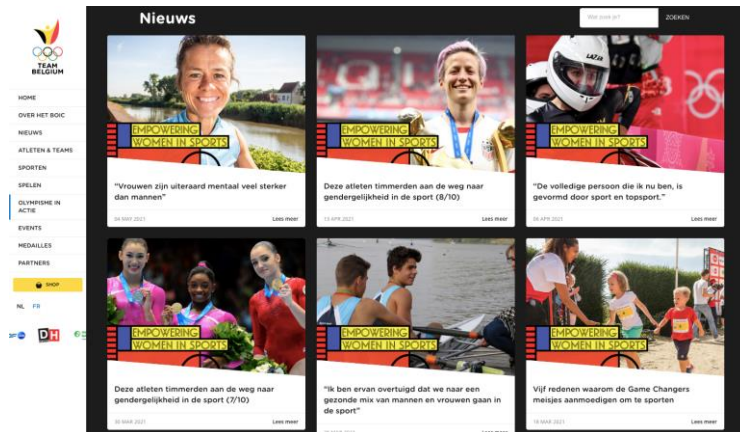 TEAM
BELGIUM
HOME
OVER HET BOIC
NIEUWS
ATLETEN & TEAMS
SPORTEN
SPELEN
OLYMPISME IN
ACTIE
EVENTS
MEDAILLES
PARTNERS
SHOP
NL FR
DH
Nieuws
Wat zoek je?
ZOEKEN
EMPOWERING
WOMEN IN SPORTS
"Vrouwen zijn uiteraard mentaal veel sterker
dan mannen"
04 MAY 2021
Lees meer
EMPOWERING
WOMEN IN SPORTS
Deze atleten timmerden aan de weg naar
gendergelijkheid in de sport (8/10)
13 APR 2021
Lees meer
LAZER
EMPOWERING
WOMEN IN SPORTS
"De volledige persoon die ik nu ben, is
gevormd door sport en topsport."
06 APR 2021
Lees meer
EMPOWERING
WOMEN IN SPORTS
Deze atleten timmerden aan de weg naar
gendergelijkheid in de sport (7/10)
30 MAR 2021
Lees meer
EMPOWERING
WOMEN IN SPORTS
"Ik ben ervan overtuigd dat we naar een
gezonde mix van mannen en vrouwen gaan in
de sport"
MAR 2021
Lees meer
EMPOWERING
WOMEN IN SPORTS
Vijf redenen waarom de Game Changers
meisjes aanmoedigen om te sporten
18 MAR 2021
Lees meer